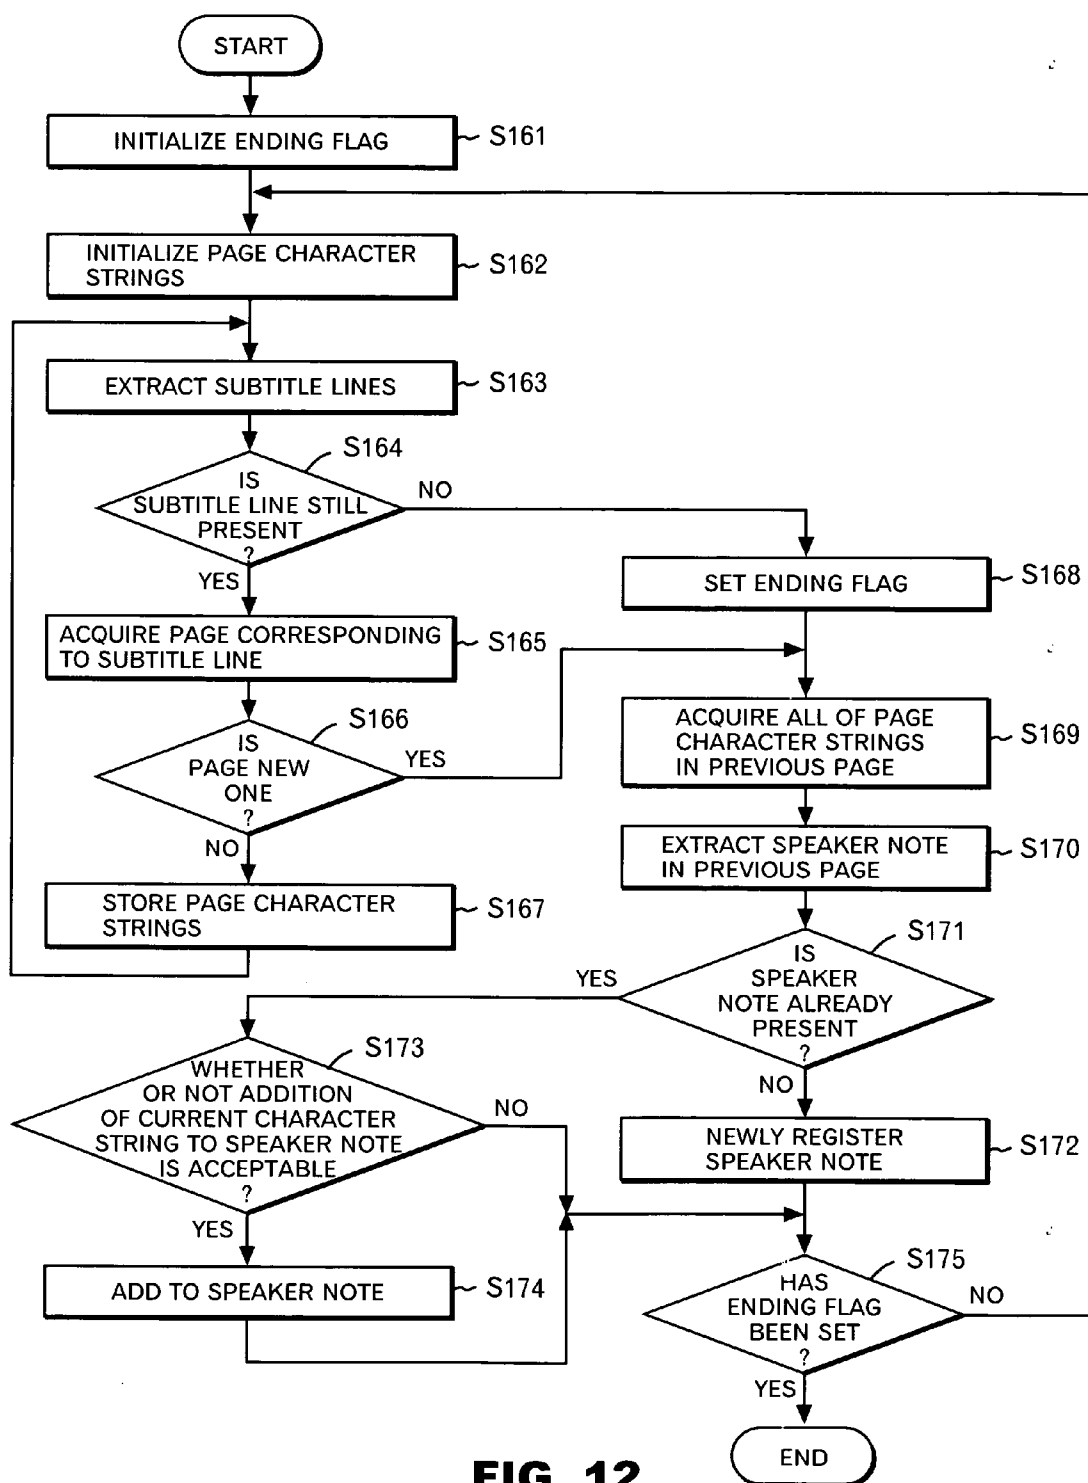 START
INITIALIZE ENDING FLAG
S161
INITIALIZE PAGE CHARACTER
STRINGS
S162
EXTRACT SUBTITLE LINES
S163
S164
IS
SUBTITLE LINE STILL
PRESENT
?
NO
YES
SET ENDING FLAG
S168
ACQUIRE PAGE CORRESPONDING
TO SUBTITLE LINE
S165
S166
IS
PAGE NEW
ONE
?
YES
NO
ACQUIRE ALL OF PAGE
CHARACTER STRINGS
IN PREVIOUS PAGE
S169
EXTRACT SPEAKER NOTE
IN PREVIOUS PAGE
S170
STORE PAGE CHARACTER
STRINGS
S167
S171
IS
SPEAKER
NOTE ALREADY
PRESENT
?
YES
NO
S173
WHETHER
OR NOT ADDITION
OF CURRENT CHARACTER
STRING TO SPEAKER NOTE
IS ACCEPTABLE
?
NO
YES
NEWLY REGISTER
SPEAKER NOTE
S172
ADD TO SPEAKER NOTE
S174
S175
HAS
ENDING FLAG
BEEN SET
?
NO
YES
END
FIG. 12